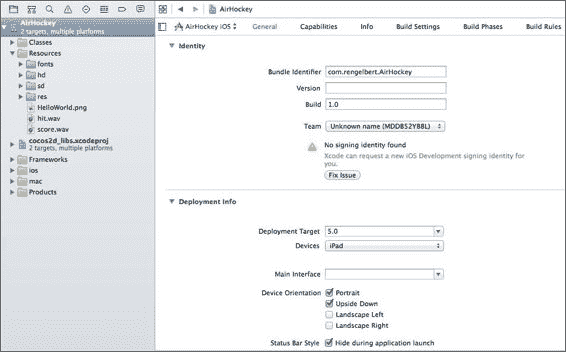 AirHockey
AirHockey
2 targets, multiple platforms
Classes
Resources
fonts
hd
sd
res
HelloWorld.png
hit.wav
score.wav
cocos2d_libs.xcodeproj
2 targets, multiple platforms
Frameworks
ios
mac
Products
AirHockey iOS
General
Capabilities
Info
Build Settings
Build Phases
Build Rules
Identity
Bundle Identifier com.rengelbert.AirHockey
Version
Build 1.0
Team Unknown name (MDDB52YB8L)
No signing identity found
Xcode can request a new iOS Development signing identity for
you.
Fix Issue
Deployment Info
Deployment Target 5.0
Devices iPad
Main Interface
Device Orientation Portrait
Upside Down
Landscape Left
Landscape Right
Status Bar Style Hide during application launch